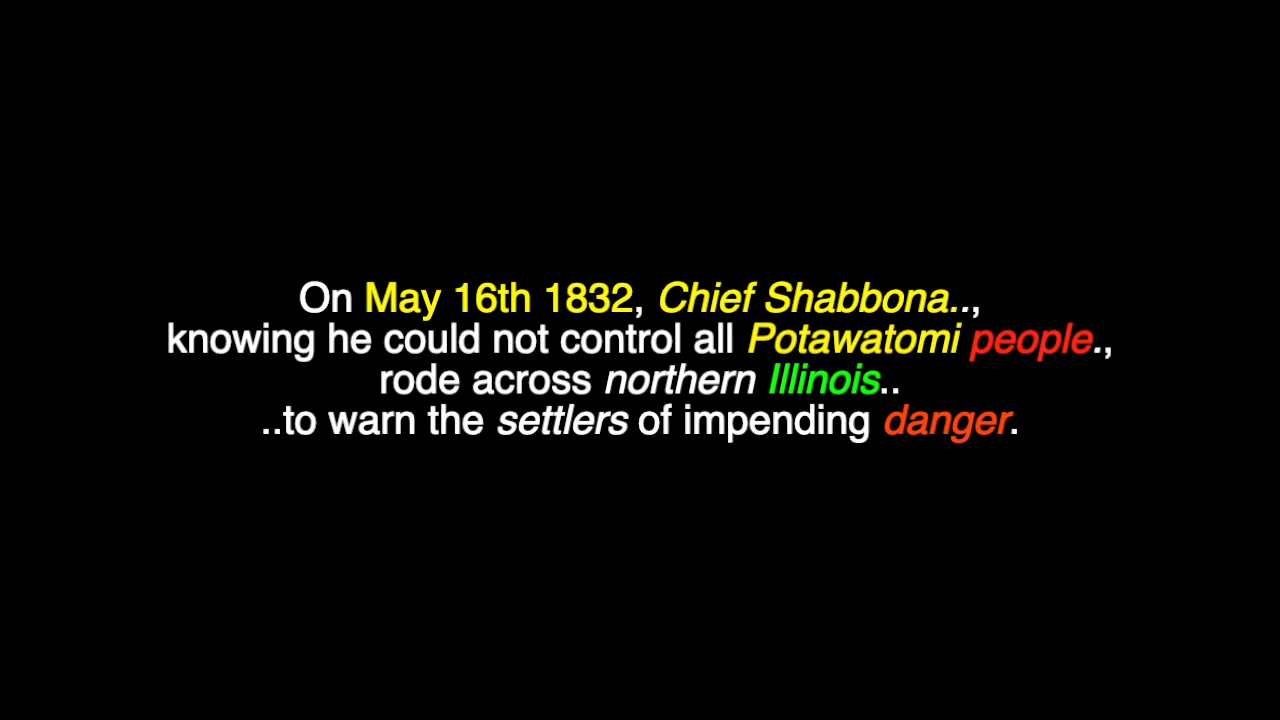 On May 16th 1832, Chief Shabbona..,
knowing he could not control all Potawatomi people.,
rode across northern Illinois..
..to warn the settlers of impending danger.